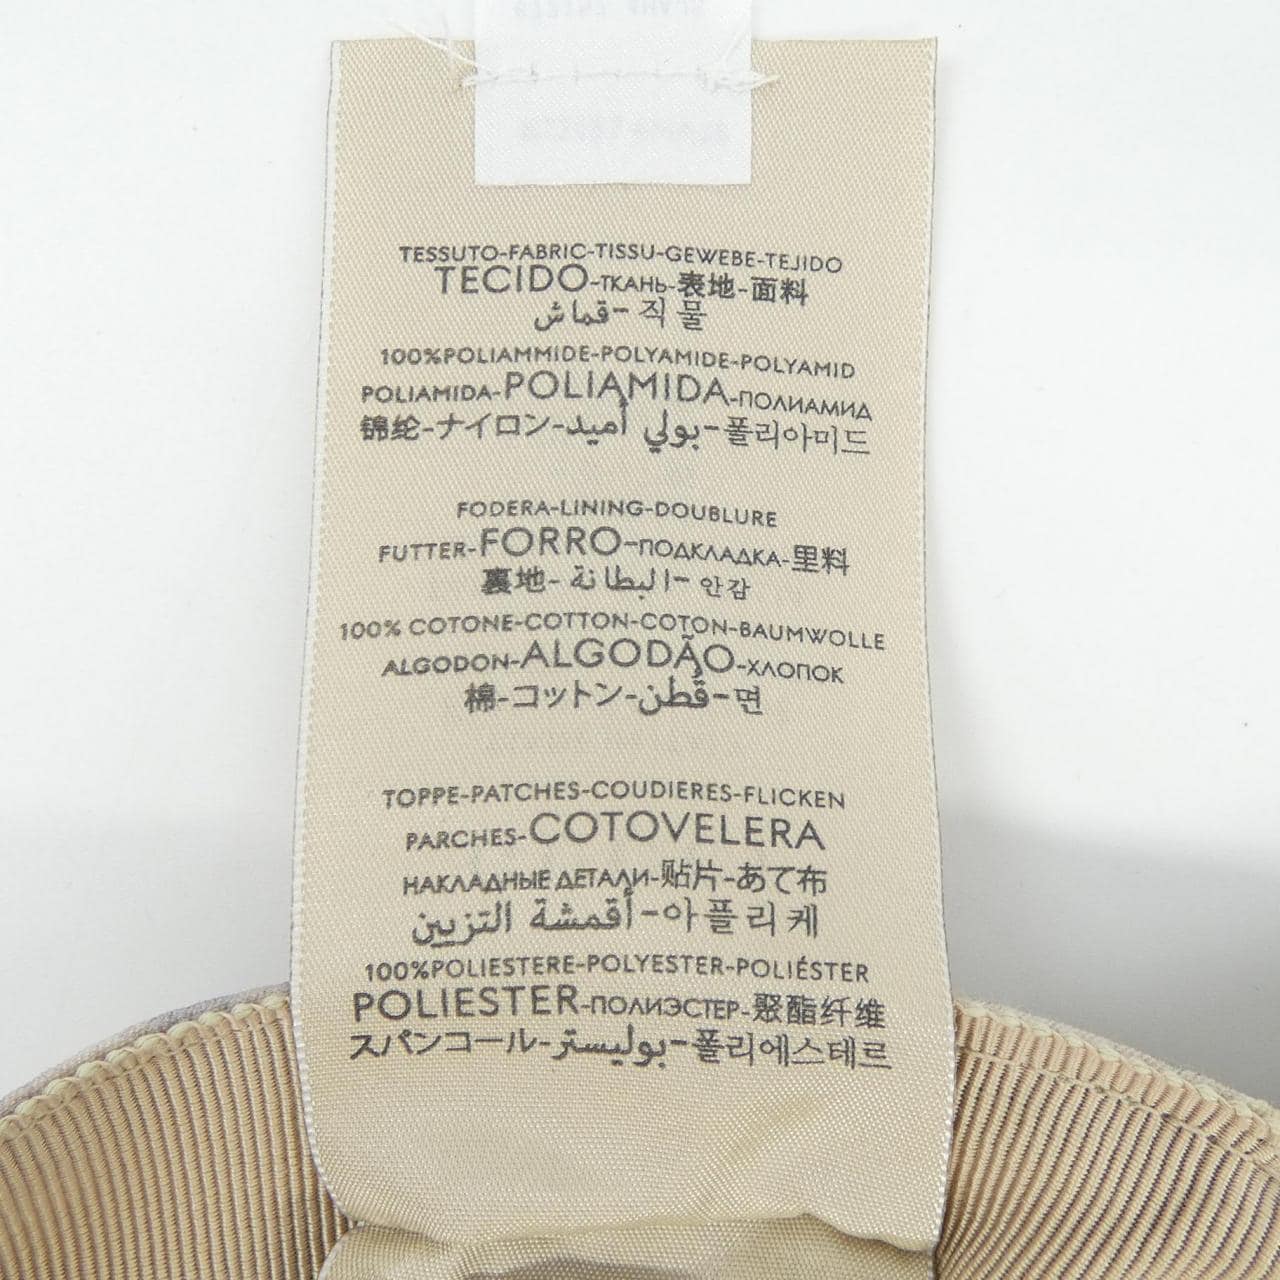 TESSUTO-FABRIC-TISSU-GEWEBE-TEJIDO
TECIDO-ТКАНЬ-表地-面料
قماش-직물
100%POLIAMMIDE-POLYAMIDE-POLYAMID
POLIAMIDA-POLIAMIDA-ПОЛИАМИД
锦纶-ナイロン-بولي أميد-폴리아미드
FODERA-LINING-DOUBLURE
FUTTER-FORRO-ПОДКЛАДКА-里料
裏地-البطانة-안감
100% COTONE-COTTON-COTON-BAUMWOLLE
ALGODON-ALGODÃO-ХЛОПОК
棉-コットン-قُطن-면
TOPPE-PATCHES-COUDIERES-FLICKEN
PARCHES-COTOVELERA
НАКЛАДНЫЕ ДЕТАЛИ-贴片-あて布
أقمشة التزيين-아플리케
100%POLIESTERE-POLYESTER-POLIÉSTER
POLIESTER-ПОЛИЭСТЕР-聚酯纤维
スパンコール-بوليستر-폴리에스테르